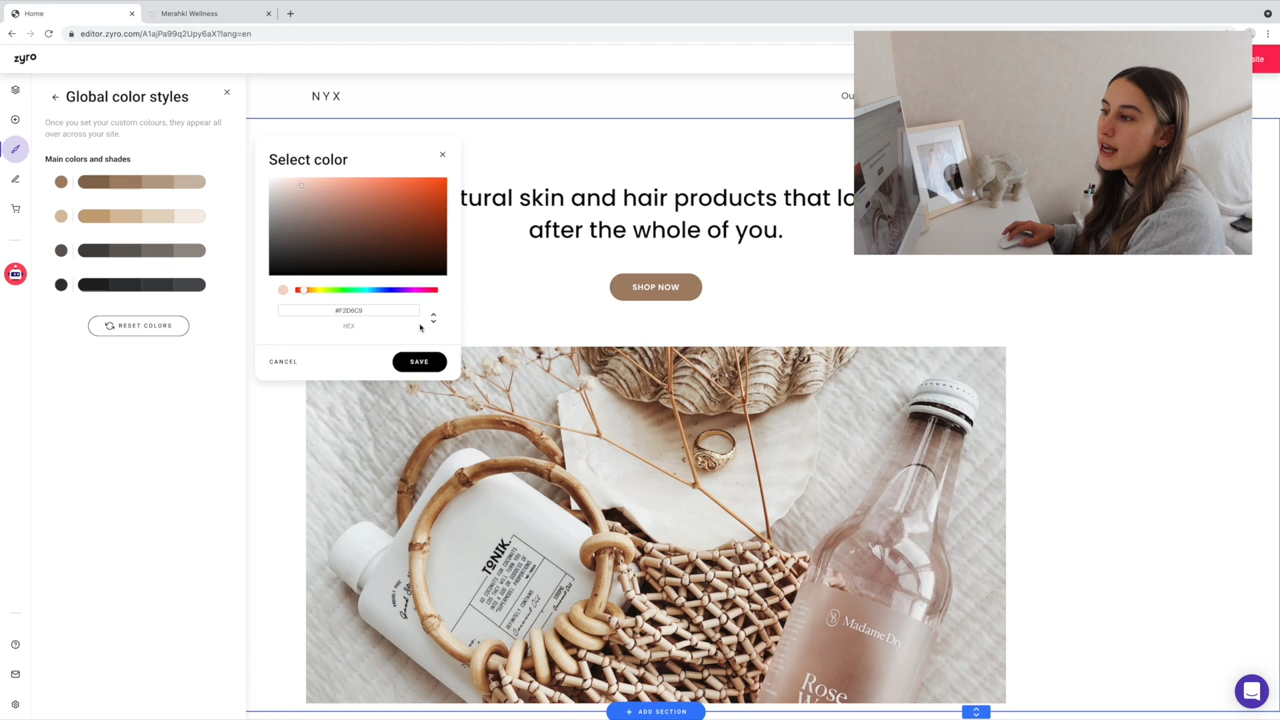 Home
Merahki Wellness
editor.zyro.com/A1ajPa99q2Upy6aX?lang=en
zyro
site
Global color styles
Once you set your custom colours, they appear all
over across your site.
Main colors and shades
RESET COLORS
NYX
Ou
Select color
#F2D6C9
HEX
CANCEL
SAVE
tural skin and hair products that lo
after the whole of you.
SHOP NOW
TONIK.
Madame Dry
Rose
ADD SECTION